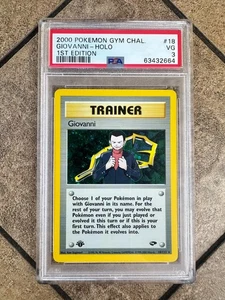 2000 POKEMON GYM CHAL. #18
GIOVANNI-HOLO VG
1ST EDITION 3
PSA 63432664
TRAINER
Giovanni
Choose 1 of your Pokémon in play
with Giovanni in its name. For the
rest of your turn, you may evolve that
Pokémon even if you just played or
evolved it this turn or if this is your
first turn. This effect also applies to
the Pokémon it evolves into.